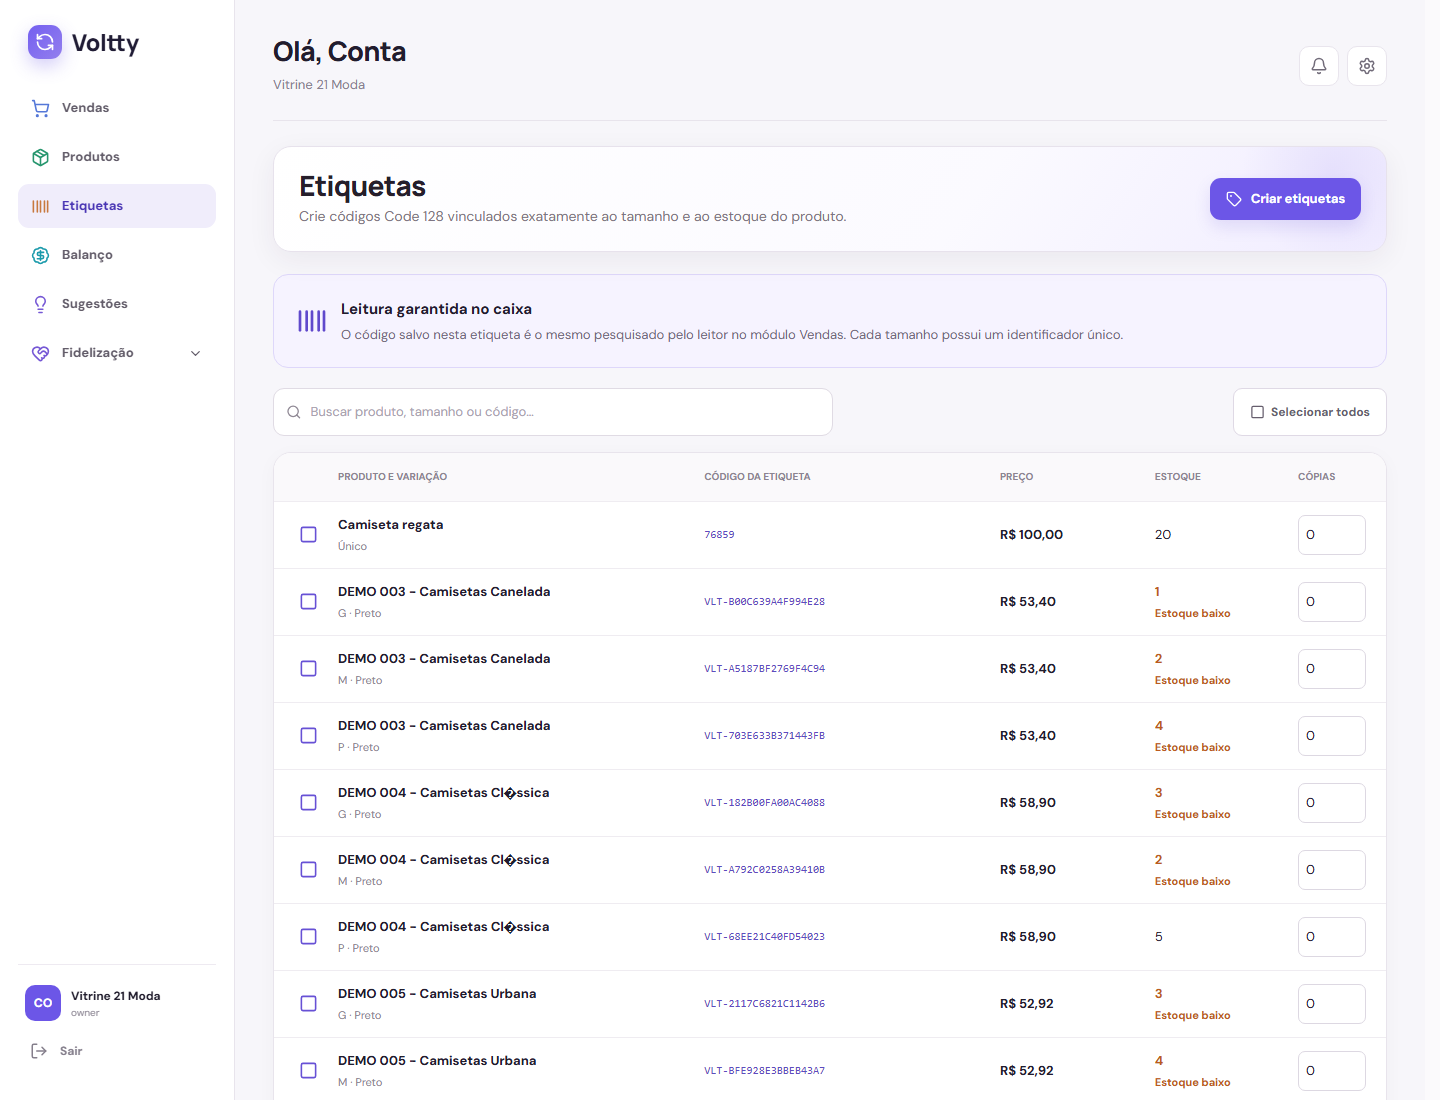 Voltty
Vendas
Produtos
Etiquetas
Balanço
Sugestões
Fidelização
Vitrine 21 Moda
CO
owner
Sair
Olá, Conta
Vitrine 21 Moda
Etiquetas
Crie códigos Code 128 vinculados exatamente ao tamanho e ao estoque do produto.
Criar etiquetas
Leitura garantida no caixa
O código salvo nesta etiqueta é o mesmo pesquisado pelo leitor no módulo Vendas. Cada tamanho possui um identificador único.
Buscar produto, tamanho ou código...
Selecionar todos
PRODUTO E VARIAÇÃO CÓDIGO DA ETIQUETA PREÇO ESTOQUE CÓPIAS
Camiseta regata
Único
76859 R$ 100,00 20 0
DEMO 003 - Camisetas Canelada
G · Preto
VLT-B00C639A4F994E28 R$ 53,40 1
Estoque baixo
0
DEMO 003 - Camisetas Canelada
M · Preto
VLT-A5187BF2769F4C94 R$ 53,40 2
Estoque baixo
0
DEMO 003 - Camisetas Canelada
P · Preto
VLT-703E633B371443FB R$ 53,40 4
Estoque baixo
0
DEMO 004 - Camisetas Cl�ssica
G · Preto
VLT-182B00FA00AC4088 R$ 58,90 3
Estoque baixo
0
DEMO 004 - Camisetas Cl�ssica
M · Preto
VLT-A792C0258A39410B R$ 58,90 2
Estoque baixo
0
DEMO 004 - Camisetas Cl�ssica
P · Preto
VLT-68EE21C40FD54023 R$ 58,90 5 0
DEMO 005 - Camisetas Urbana
G · Preto
VLT-2117C6821C1142B6 R$ 52,92 3
Estoque baixo
0
DEMO 005 - Camisetas Urbana
M · Preto
VLT-BFE928E3BBEB43A7 R$ 52,92 4
Estoque baixo
0